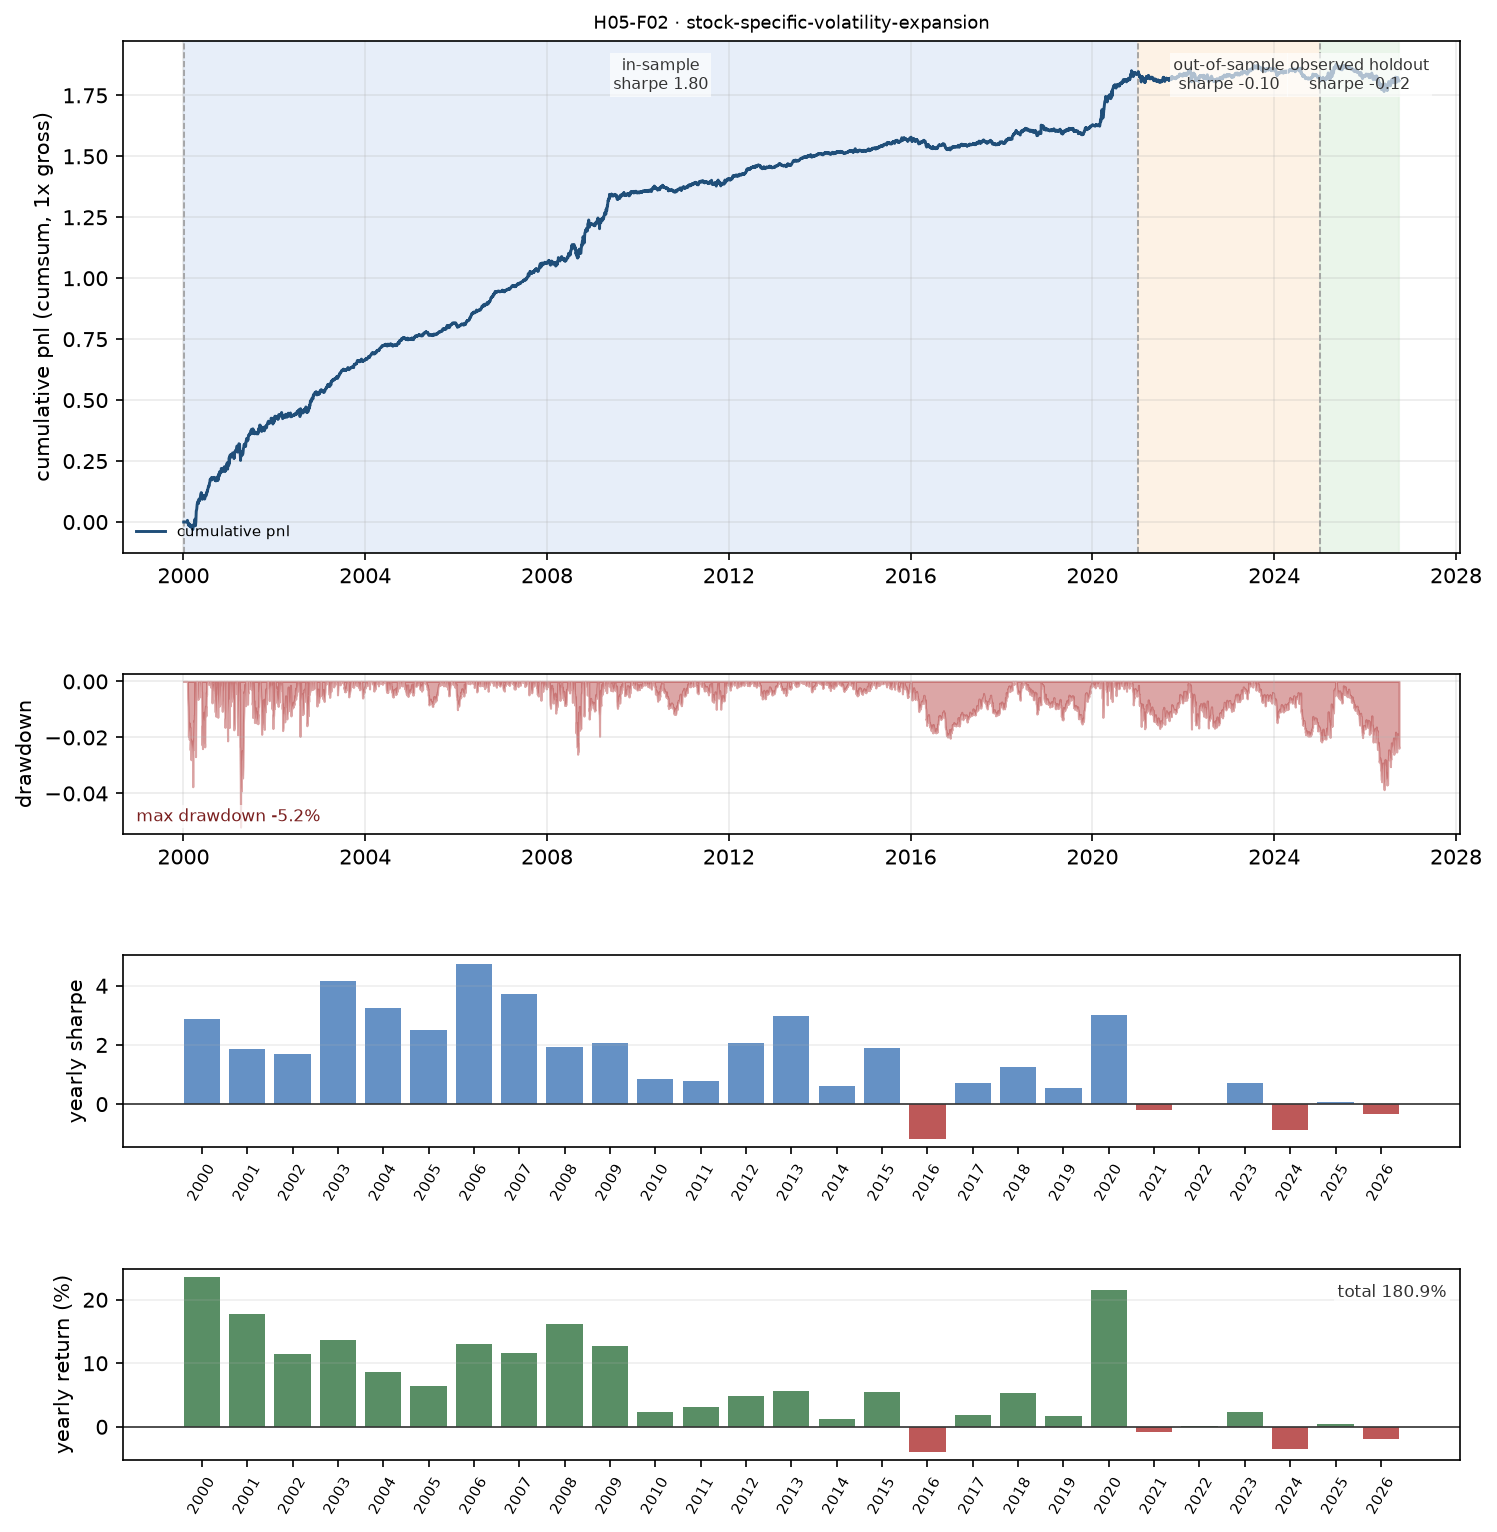 H05-F02 · stock-specific-volatility-expansion
in-sample
sharpe 1.80
out-of-sample
sharpe -0.10
observed holdout
sharpe -0.12
cumulative pnl (cumsum, 1x gross)
1.75
1.50
1.25
1.00
0.75
0.50
0.25
0.00
cumulative pnl
2000 2004 2008 2012 2016 2020 2024 2028
drawdown
0.00
−0.02
−0.04
max drawdown -5.2%
2000 2004 2008 2012 2016 2020 2024 2028
yearly sharpe
4
2
0
2000 2001 2002 2003 2004 2005 2006 2007 2008 2009 2010 2011 2012 2013 2014 2015 2016 2017 2018 2019 2020 2021 2022 2023 2024 2025 2026
yearly return (%)
20
10
0
total 180.9%
2000 2001 2002 2003 2004 2005 2006 2007 2008 2009 2010 2011 2012 2013 2014 2015 2016 2017 2018 2019 2020 2021 2022 2023 2024 2025 2026